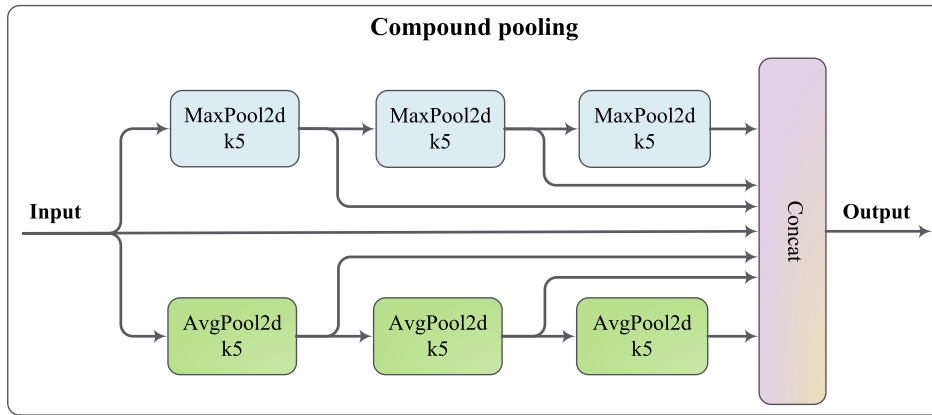 Compound pooling
MaxPool2d
k5
MaxPool2d
k5
MaxPool2d
k5
Input
Concat
Output
AvgPool2d
k5
AvgPool2d
k5
AvgPool2d
k5